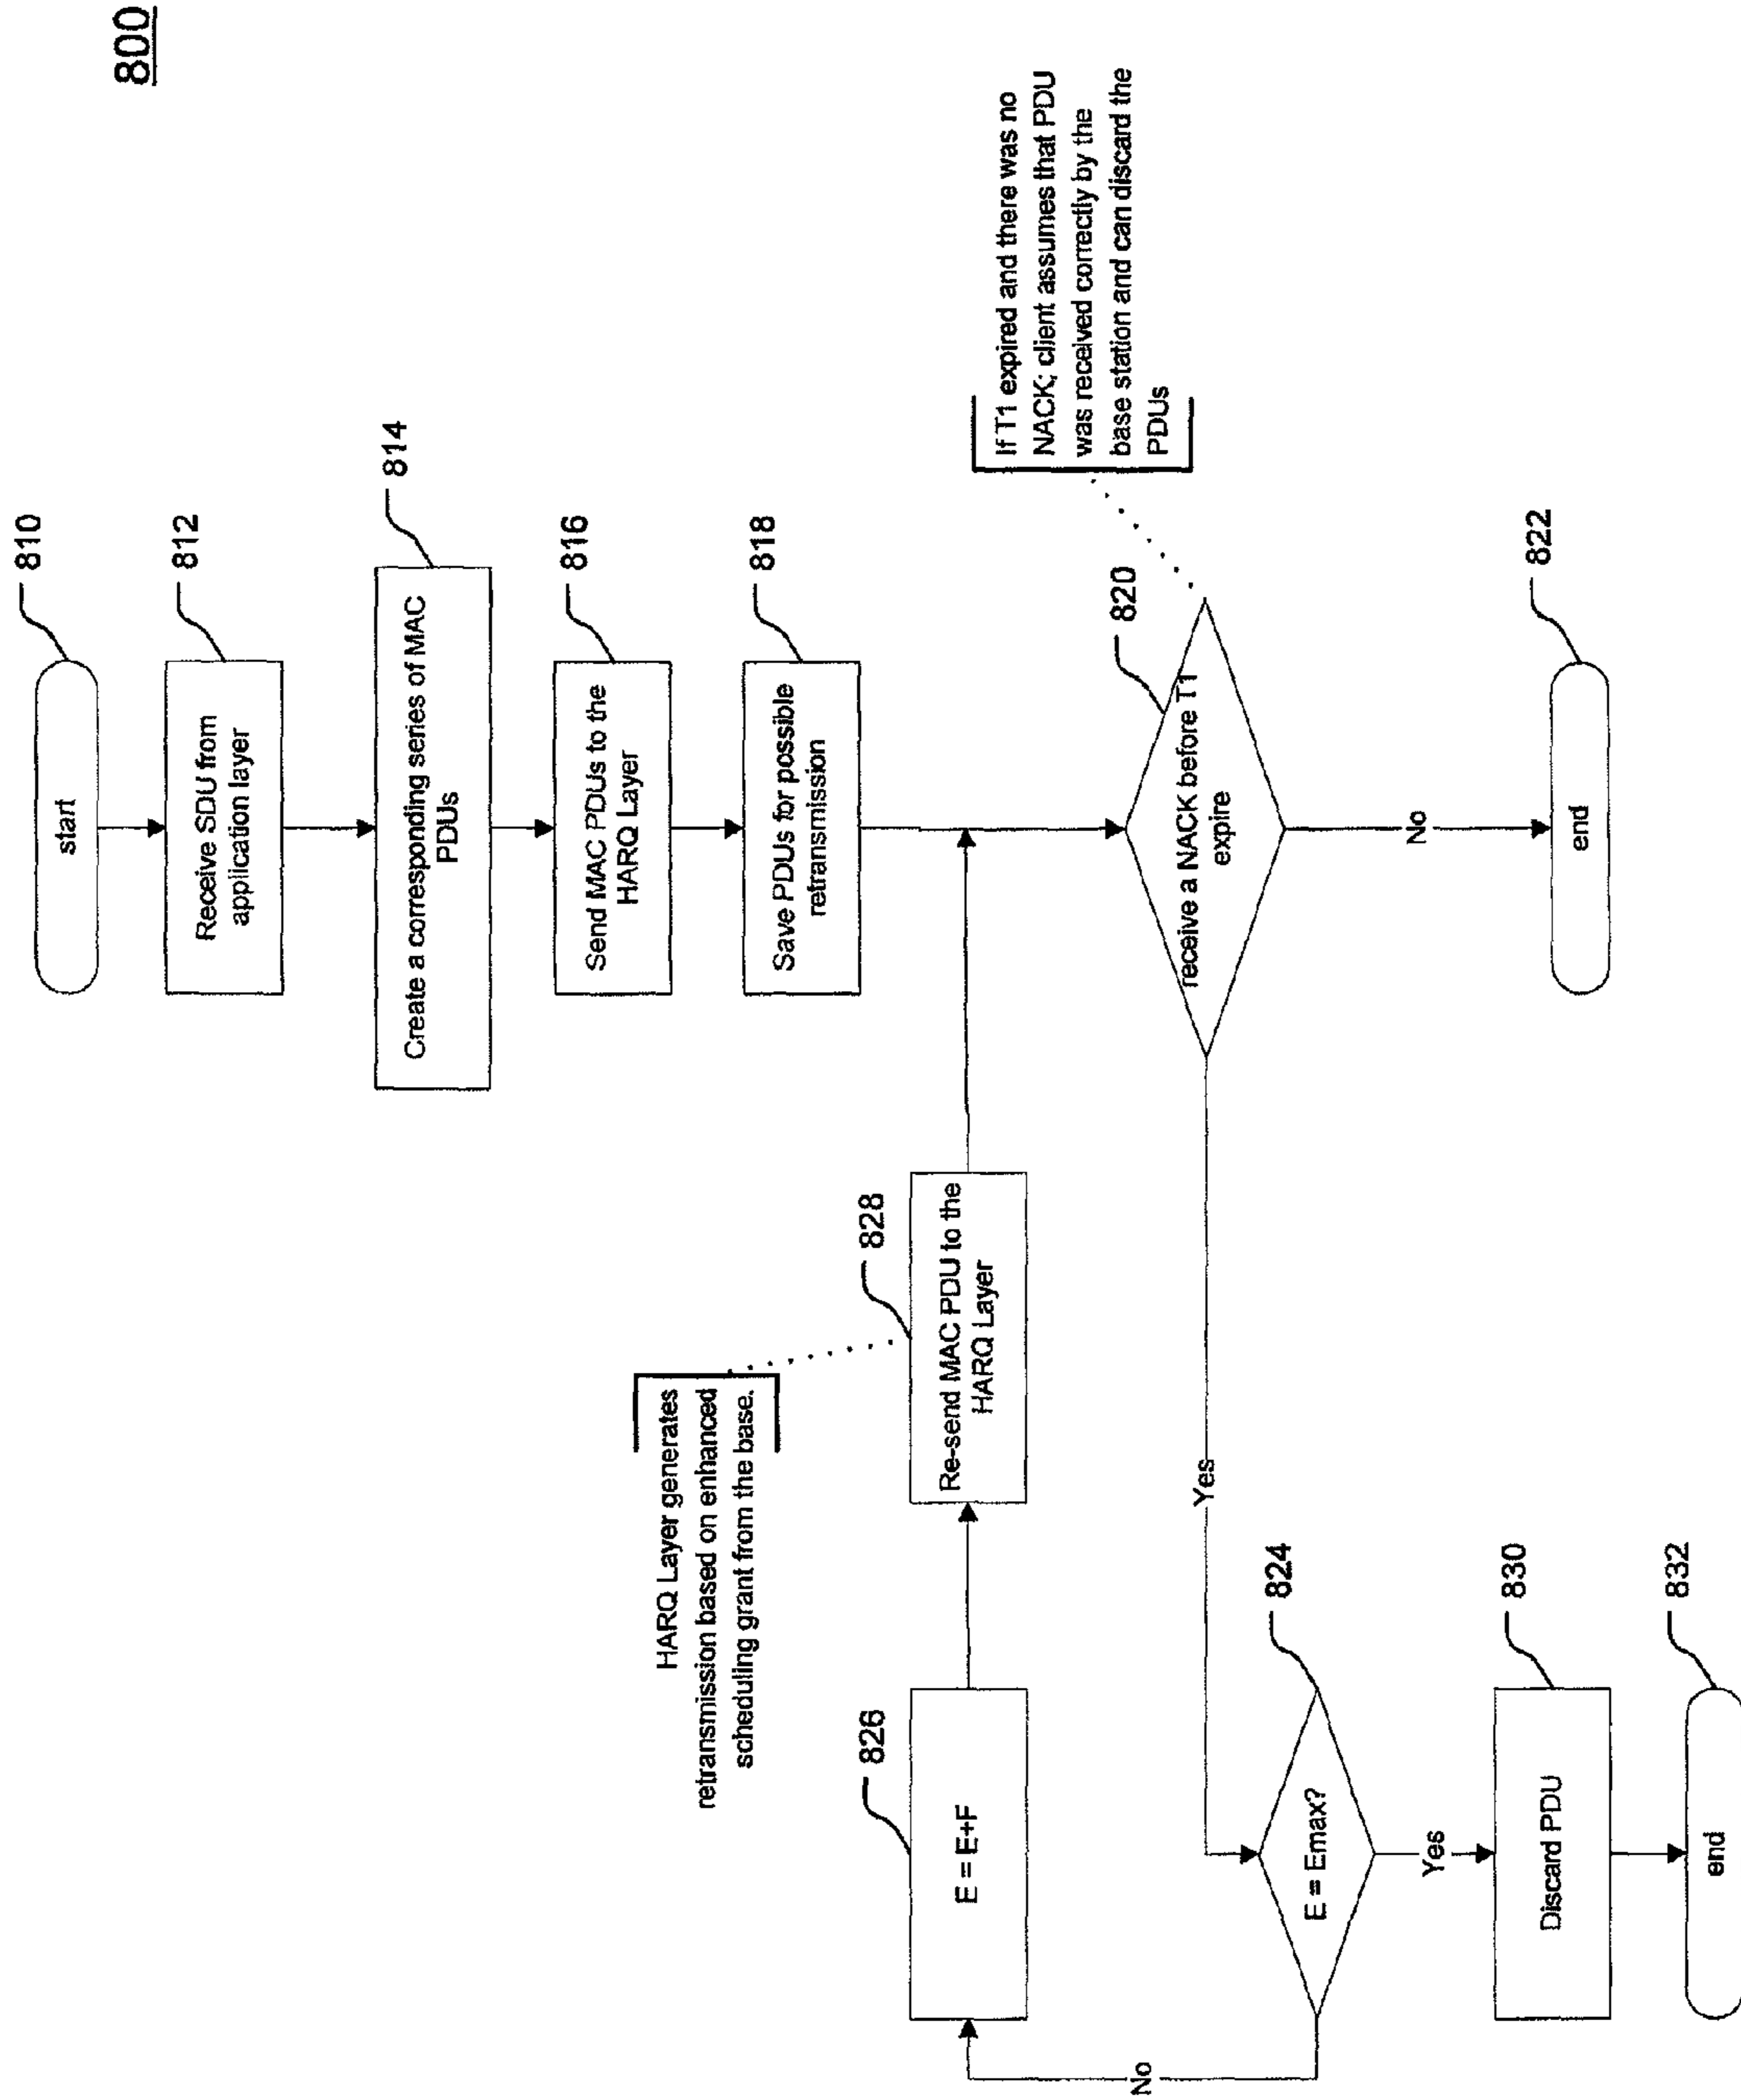 800
start
810
Receive SDU from
application layer
812
Create a corresponding series of MAC
PDUs
814
Send MAC PDUs to the
HARQ Layer
816
Save PDUs for possible
retransmission
818
HARQ Layer generates
retransmission based on enhanced
scheduling grant from the base.
E = E+F
826
Re-send MAC PDU to the
HARQ Layer
828
receive a NACK before T1
expire
820
If T1 expired and there was no
NACK; client assumes that PDU
was received correctly by the
base station and can discard the
PDUs
Yes
No
E = Emax?
824
No
Yes
end
822
Discard PDU
830
end
832